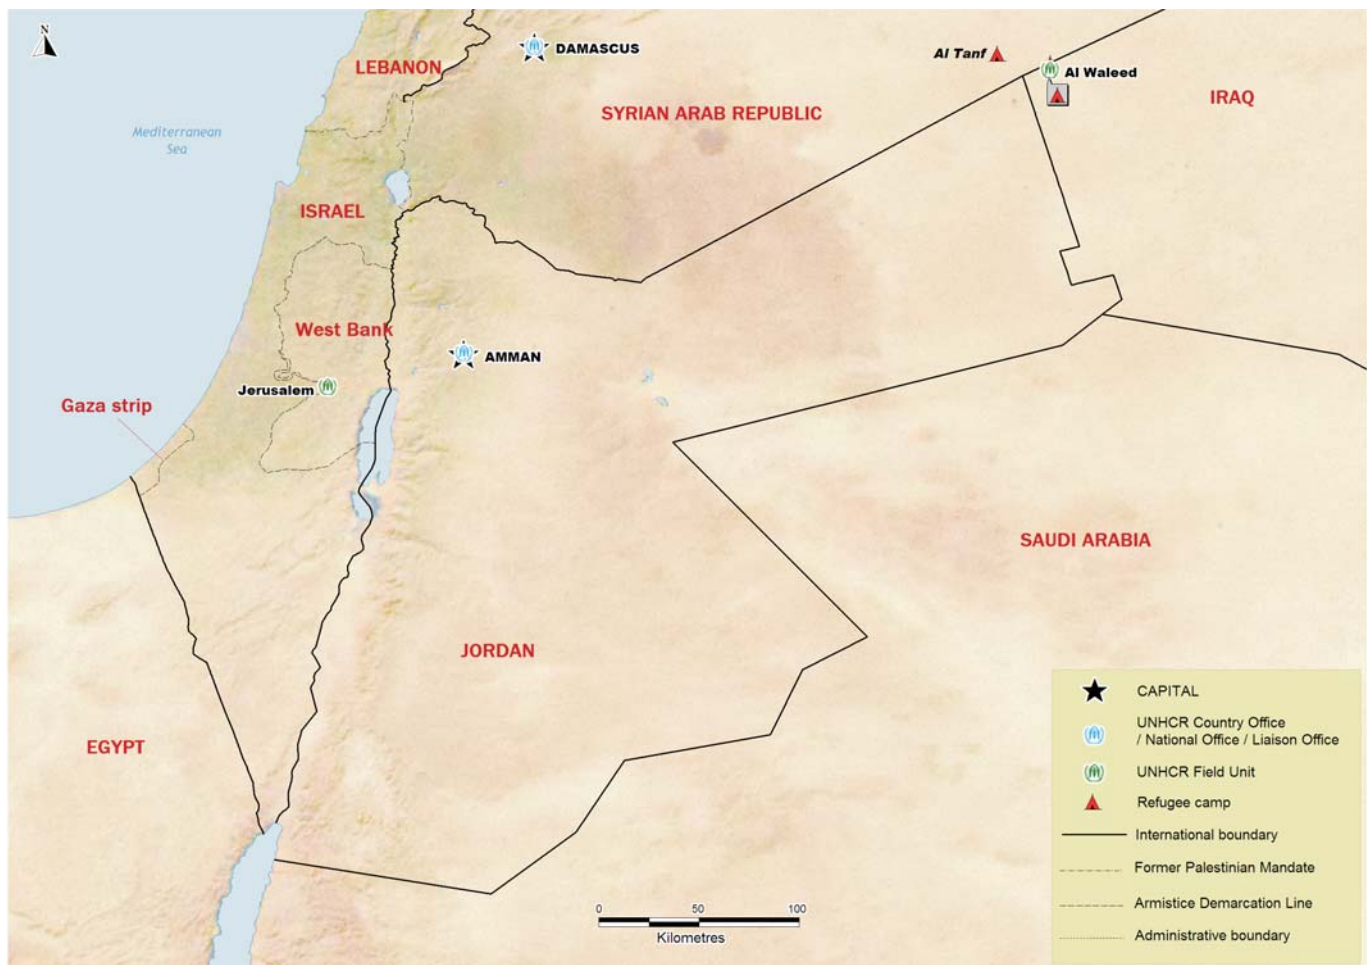 N
DAMASCUS
Al Tanf
Al Waleed
LEBANON
IRAQ
SYRIAN ARAB REPUBLIC
Mediterranean
Sea
ISRAEL
West Bank
AMMAN
Jerusalem
Gaza strip
SAUDI ARABIA
JORDAN
EGYPT
CAPITAL
UNHCR Country Office
/ National Office / Liaison Office
UNHCR Field Unit
Refugee camp
International boundary
Former Palestinian Mandate
Armistice Demarcation Line
Administrative boundary
0 50 100
Kilometres